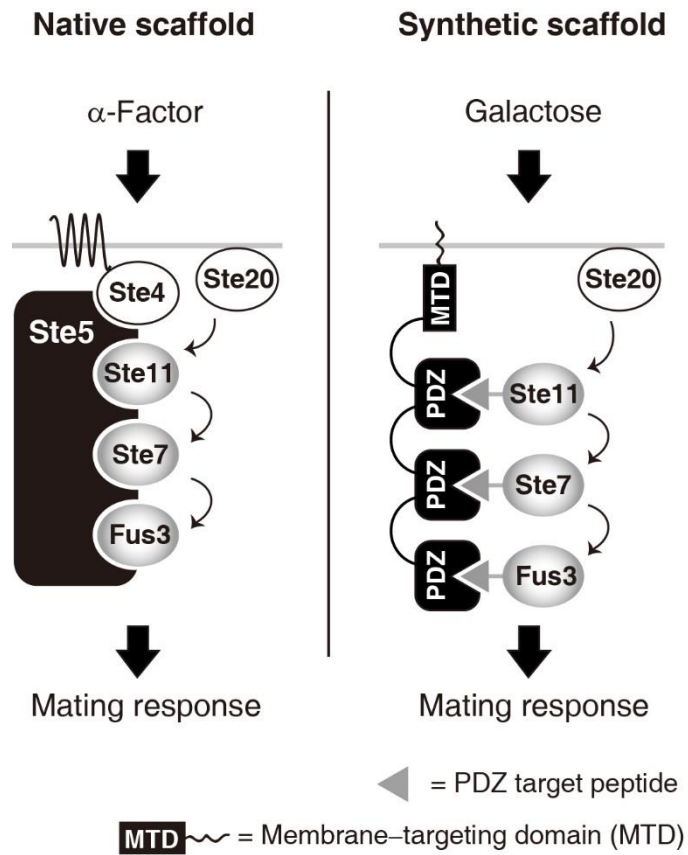 Native scaffold
α-Factor
Ste4
Ste20
Ste5
Ste11
Ste7
Fus3
Mating response
Synthetic scaffold
Galactose
MTD
Ste20
PDZ
Ste11
PDZ
Ste7
PDZ
Fus3
Mating response
= PDZ target peptide
MTD = Membrane–targeting domain (MTD)